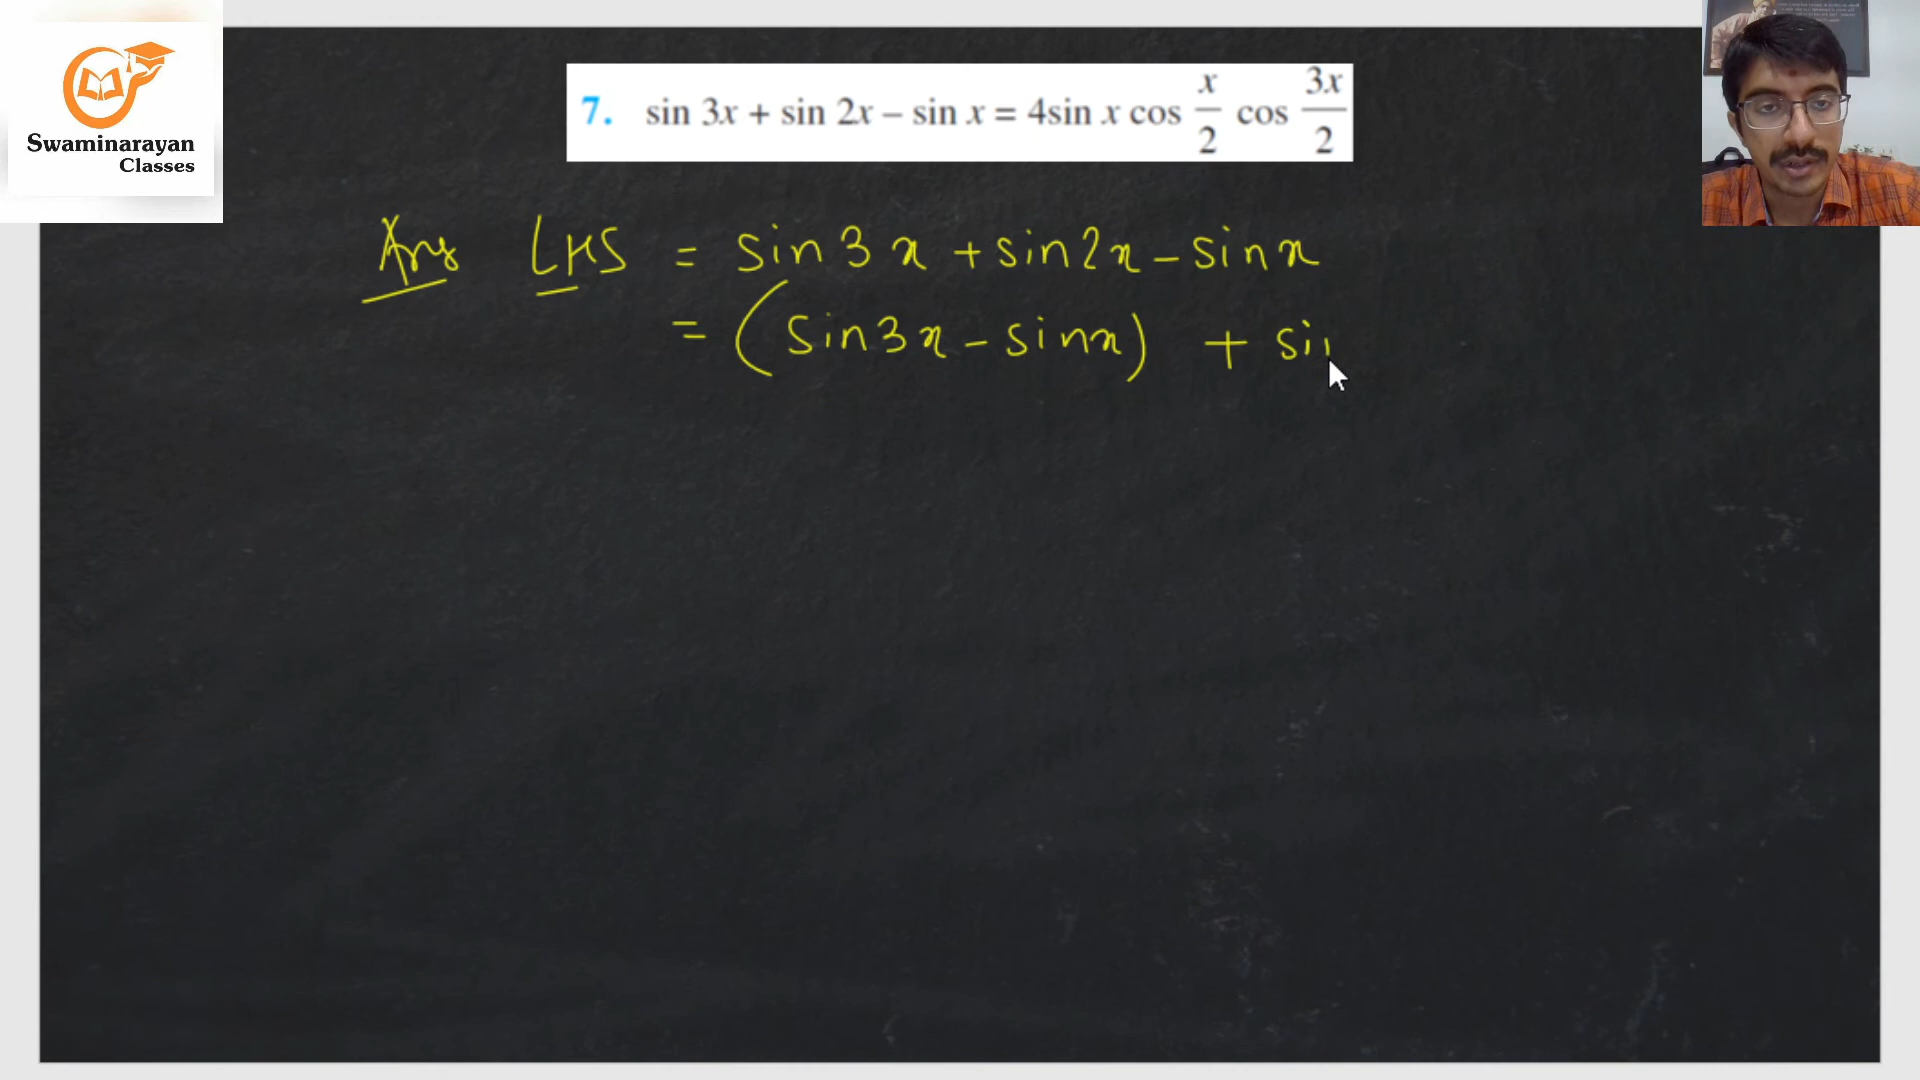 Swaminarayan
Classes
7. sin 3x + sin 2x – sin x = 4sin x cos x/2 cos 3x/2
Ans LHS = sin 3x + sin 2x – sin x
= (sin 3x – sin x) + sin